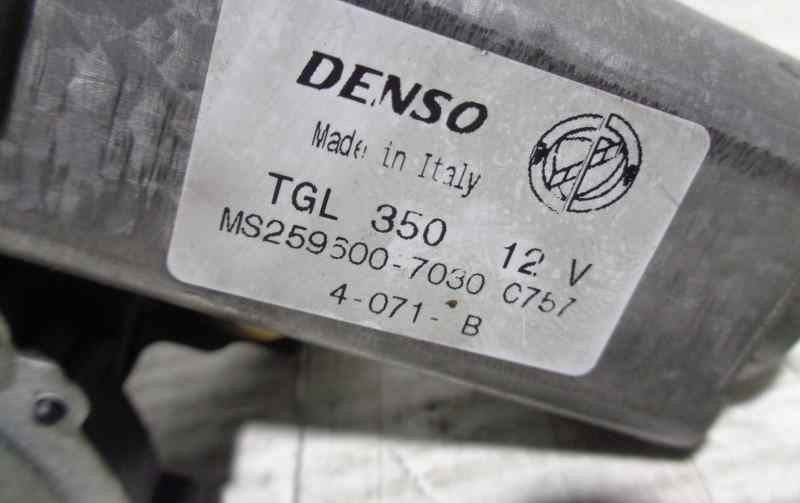 DENSO
Made in Italy
TGL 350 12 V
MS259600-7030 C757
4-071-B